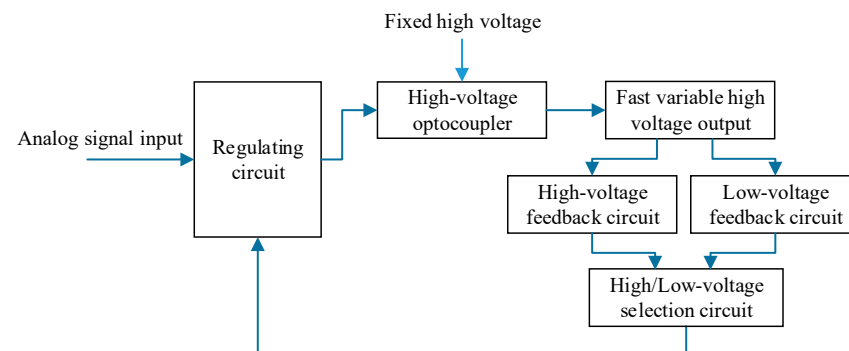 Fixed high voltage
Analog signal input
Regulating
circuit
High-voltage
optocoupler
Fast variable high
voltage output
High-voltage
feedback circuit
Low-voltage
feedback circuit
High/Low-voltage
selection circuit